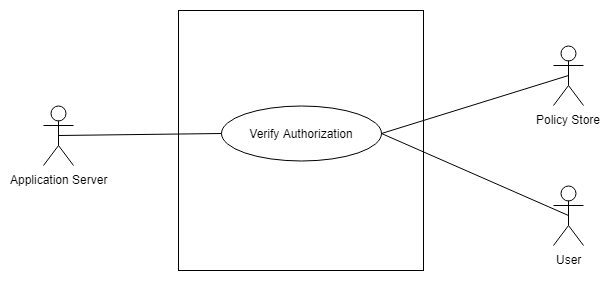 Verify Authorization
Policy Store
Application Server
User